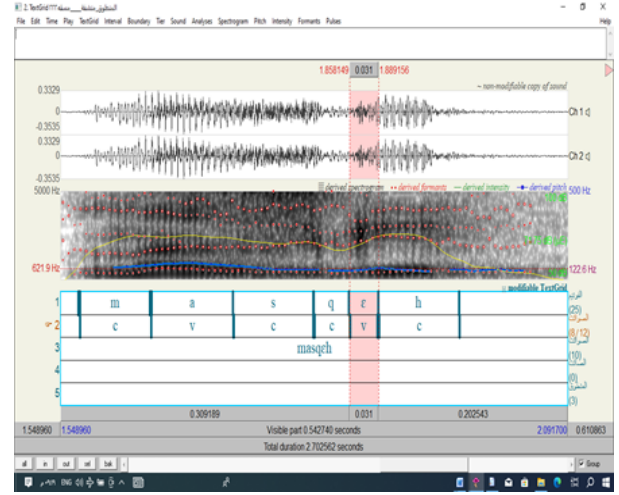 File Edit Time Play TextGrid Interval Boundary Tier Sound Analyses Spectrogram Pitch Intensity Formants Pulses Help
1.858149 0.031 1.889156
– non-modifiable copy of sound
0.3329
0
-0.3535
Ch 1
0.3329
0
-0.3535
Ch 2
derived spectrogram derived formants derived intensity derived pitch
5000 Hz 500 Hz
621.9 Hz 122.6 Hz
modifiable TextGrid
1 m a s q ɛ h
(25)
2 c v c c v c
(8/12)
3 masqɛh
(10)
4
(0)
5
(3)
0.309189 0.031 0.202543
1.548960 1.548960 Visible part 0.542740 seconds 2.091700 0.610863
Total duration 2.702562 seconds
all in out sel bak Group
ENG